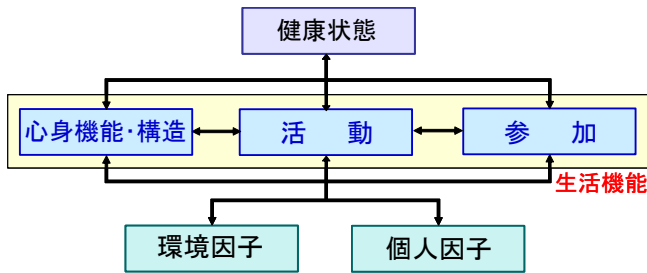 健康状態
心身機能・構造
活　動
参　加
生活機能
環境因子
個人因子